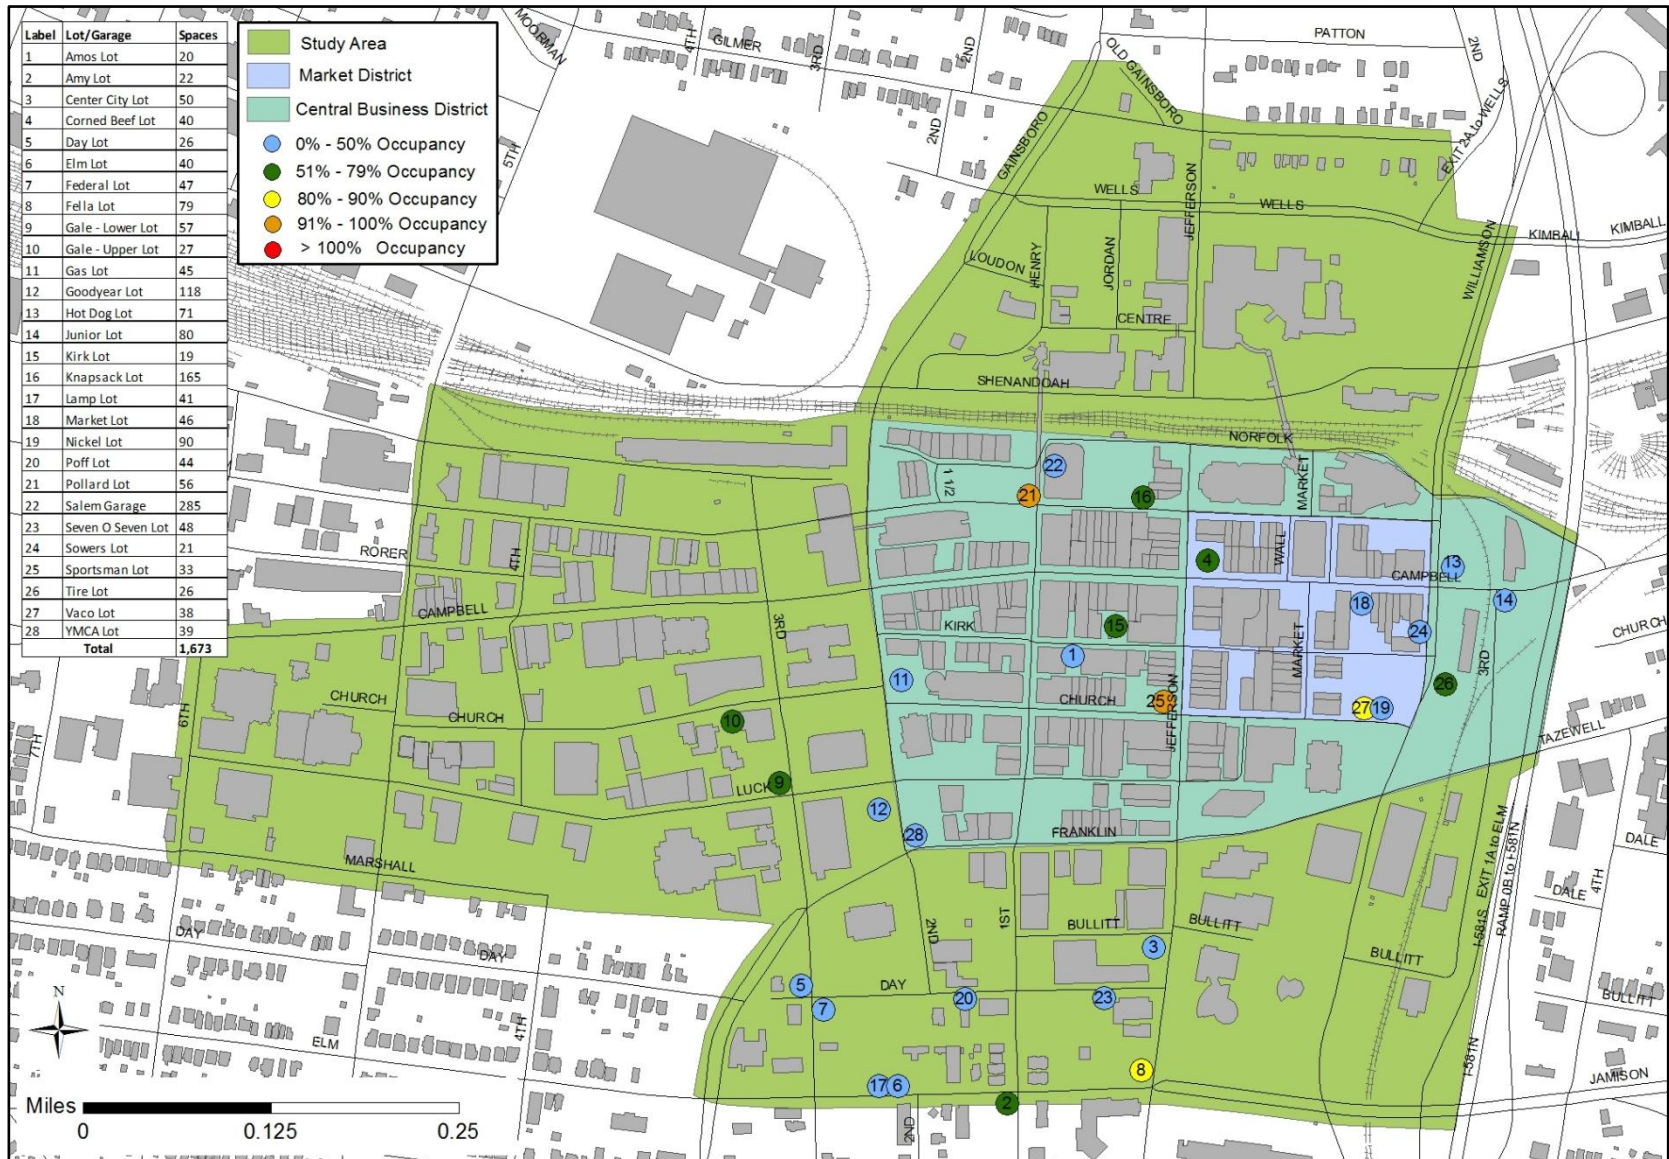 Label Lot/Garage Spaces
1 Amos Lot 20
2 Amy Lot 22
3 Center City Lot 50
4 Corned Beef Lot 40
5 Day Lot 26
6 Elm Lot 40
7 Federal Lot 47
8 Fella Lot 79
9 Gale - Lower Lot 57
10 Gale - Upper Lot 27
11 Gas Lot 45
12 Goodyear Lot 118
13 Hot Dog Lot 71
14 Junior Lot 80
15 Kirk Lot 19
16 Knapsack Lot 165
17 Lamp Lot 41
18 Market Lot 46
19 Nickel Lot 90
20 Poff Lot 44
21 Pollard Lot 56
22 Salem Garage 285
23 Seven O Seven Lot 48
24 Sowers Lot 21
25 Sportsman Lot 33
26 Tire Lot 26
27 Vaco Lot 38
28 YMCA Lot 39
Total 1,673
Study Area
Market District
Central Business District
0% - 50% Occupancy
51% - 79% Occupancy
80% - 90% Occupancy
91% - 100% Occupancy
> 100% Occupancy
MOORMAN
4TH
GILMER
3RD
2ND
PATTON
2ND
OLD GAINSBORO
5TH
2ND
GAINSBORO
EXIT 2A to WELLS
WELLS
WELLS
JEFFERSON
KIMBALL
KIMBALL
WILLIAMSON
LOUDON
HENRY
JORDAN
CENTRE
SHENANDOAH
NORFOLK
22
1 1/2
21
16
MARKET
RORER
4TH
4
WALL
13
CAMPBELL
18
14
CAMPBELL
3RD
KIRK
15
24
CHURCH
1
MARKET
3RD
11
26
CHURCH
CHURCH
6TH
7TH
10
CHURCH
25
JEFFERSON
27
19
TAZEWELL
9
LUCK
12
28
FRANKLIN
MARSHALL
DALE
EXIT 1A to ELM
I-581S
RAMP 0B to I-581N
4TH
DALE
DAY
DAY
2ND
1ST
BULLITT
BULLITT
3
BULLITT
5
DAY
7
20
23
BULLITT
N
ELM
4TH
I-581N
8
JAMISON
17
6
2
2ND
Miles
0 0.125 0.25